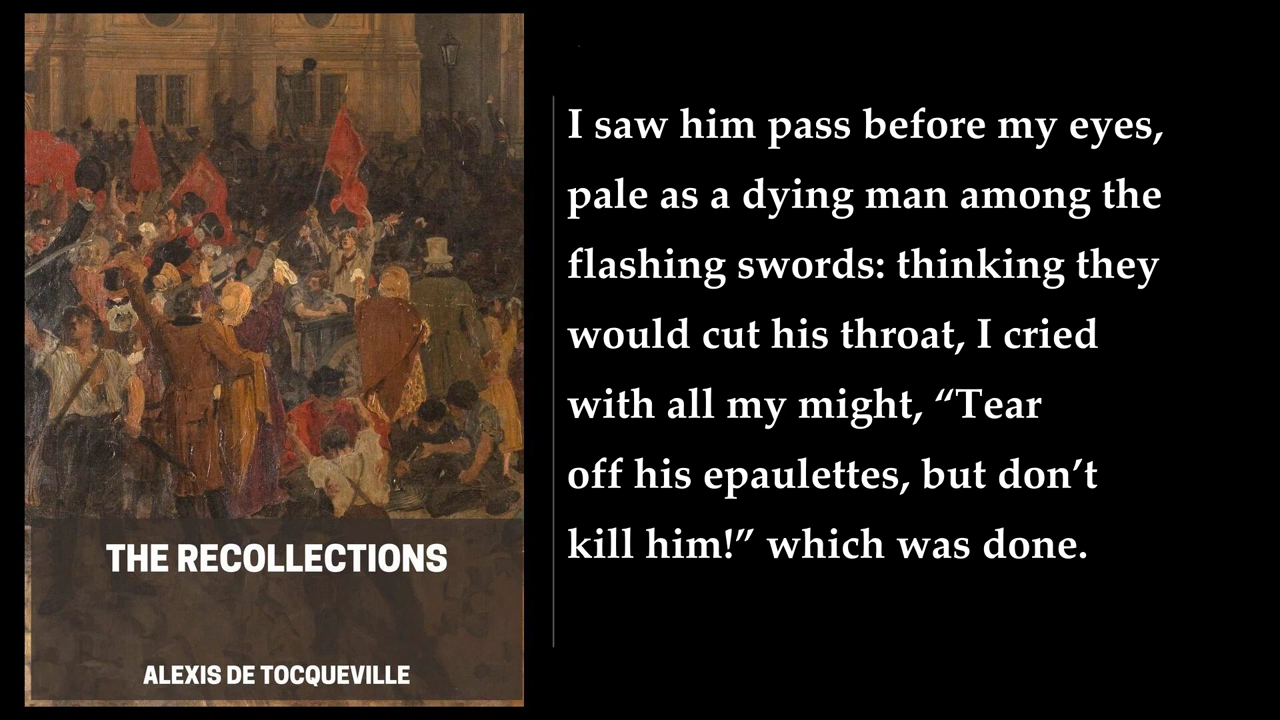 THE RECOLLECTIONS
ALEXIS DE TOCQUEVILLE
I saw him pass before my eyes,
pale as a dying man among the
flashing swords: thinking they
would cut his throat, I cried
with all my might, “Tear
off his epaulettes, but don’t
kill him!” which was done.